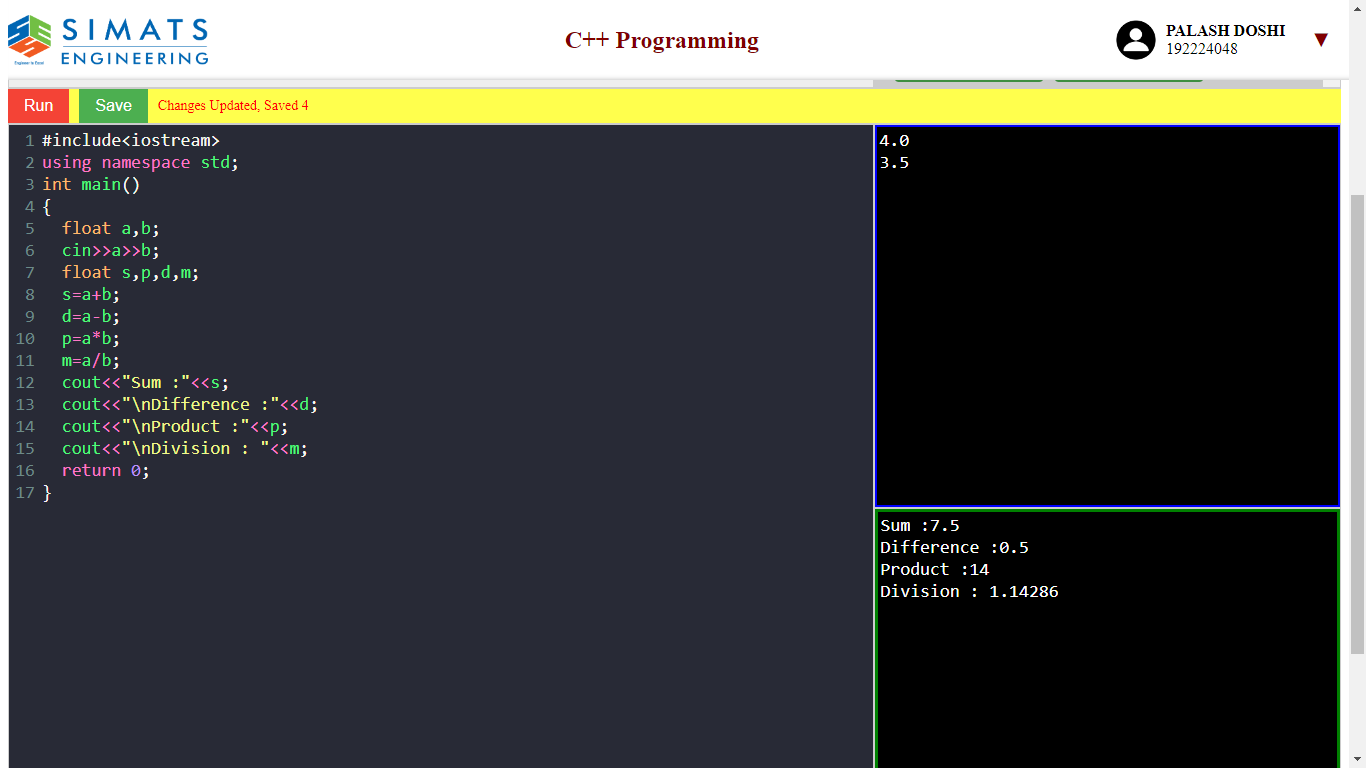 SIMATS
ENGINEERING
Engineer to Excel
C++ Programming
PALASH DOSHI
192224048
▼
Run
Save
Changes Updated, Saved 4
1 #include<iostream>
2 using namespace std;
3 int main()
4 {
5   float a,b;
6   cin>>a>>b;
7   float s,p,d,m;
8   s=a+b;
9   d=a-b;
10   p=a*b;
11   m=a/b;
12   cout<<"Sum :"<<s;
13   cout<<"\nDifference :"<<d;
14   cout<<"\nProduct :"<<p;
15   cout<<"\nDivision : "<<m;
16   return 0;
17 }
4.0
3.5
Sum :7.5
Difference :0.5
Product :14
Division : 1.14286